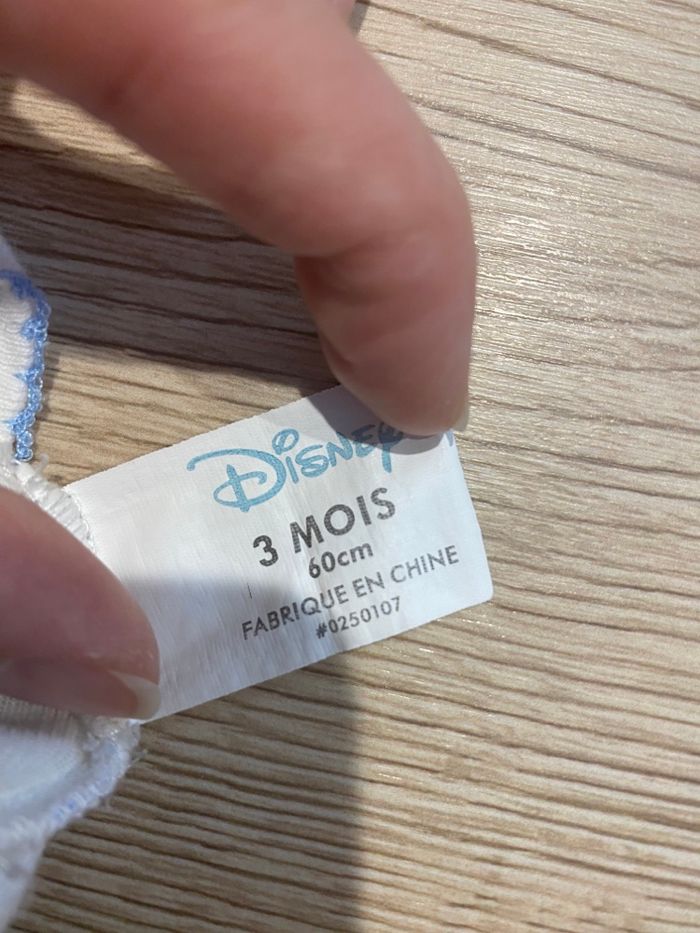 Disney
3 MOIS
60cm
FABRIQUE EN CHINE
#0250107